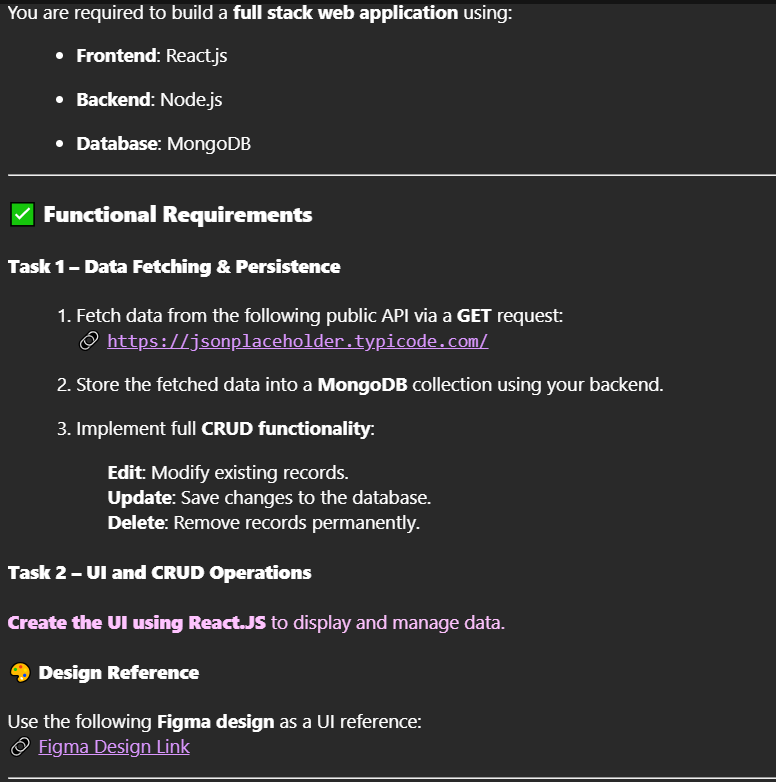 You are required to build a full stack web application using:
• Frontend: React.js
• Backend: Node.js
• Database: MongoDB
✅ Functional Requirements
Task 1 – Data Fetching & Persistence
1. Fetch data from the following public API via a GET request:
🔗 https://jsonplaceholder.typicode.com/
2. Store the fetched data into a MongoDB collection using your backend.
3. Implement full CRUD functionality:
Edit: Modify existing records.
Update: Save changes to the database.
Delete: Remove records permanently.
Task 2 – UI and CRUD Operations
Create the UI using React.JS to display and manage data.
🎨 Design Reference
Use the following Figma design as a UI reference:
🔗 Figma Design Link